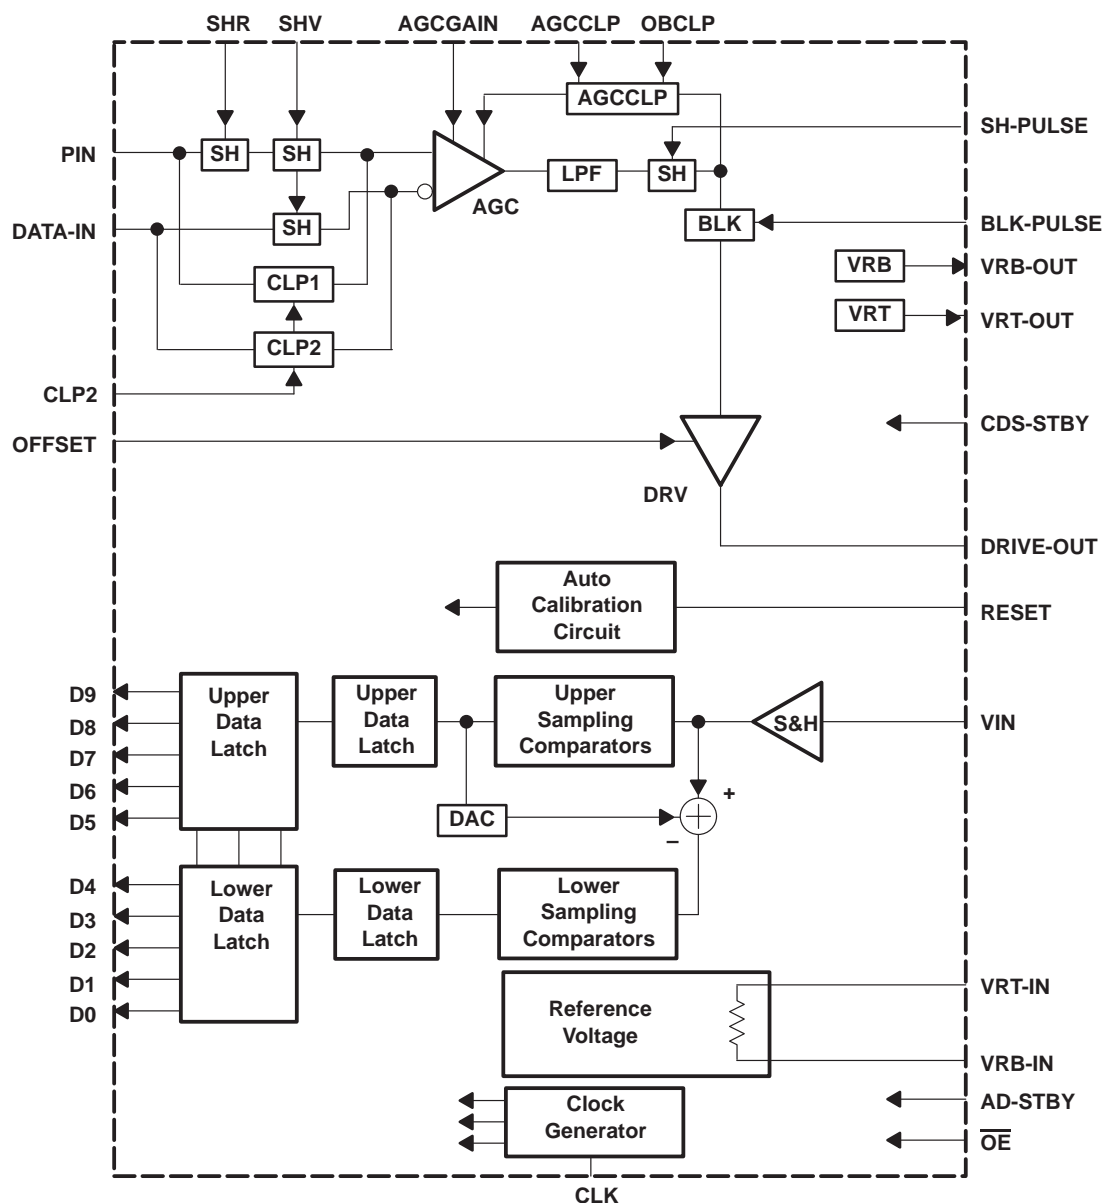 SHR
SHV
AGCGAIN
AGCCLP
OBCLP
AGCCLP
SH-PULSE
PIN
SH
SH
LPF
SH
AGC
DATA-IN
SH
BLK
BLK-PULSE
CLP1
VRB
VRB-OUT
VRT
VRT-OUT
CLP2
CLP2
CDS-STBY
OFFSET
DRV
DRIVE-OUT
Auto
Calibration
Circuit
RESET
D9
D8
D7
D6
D5
Upper
Data
Latch
Upper
Data
Latch
Upper
Sampling
Comparators
S&H
VIN
DAC
+
−
D4
D3
D2
D1
D0
Lower
Data
Latch
Lower
Data
Latch
Lower
Sampling
Comparators
Reference
Voltage
VRT-IN
VRB-IN
Clock
Generator
AD-STBY
OE
CLK